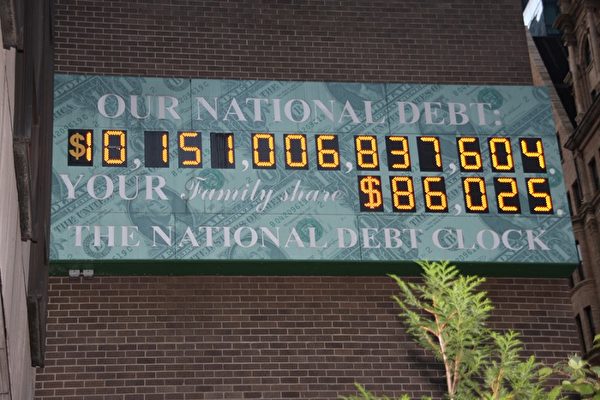 OUR NATIONAL DEBT:
$10,151,006,837,604.
YOUR Family share $86,025.
THE NATIONAL DEBT CLOCK